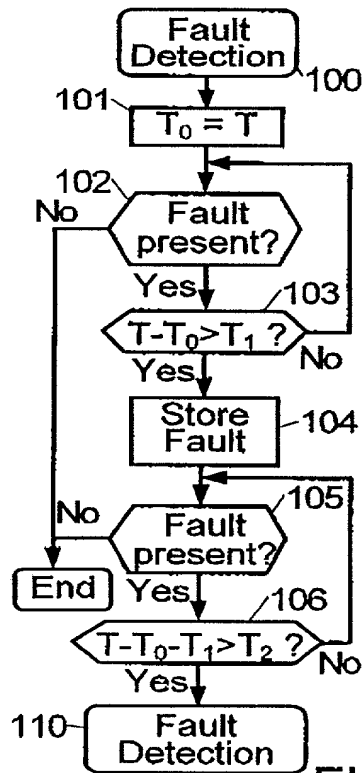 Fault
Detection
100
101
T₀ = T
102
No
Fault
present?
Yes
103
T-T₀>T₁ ?
No
Yes
Store
Fault
104
105
No
Fault
present?
End
Yes
106
T-T₀-T₁>T₂ ?
No
Yes
110
Fault
Detection